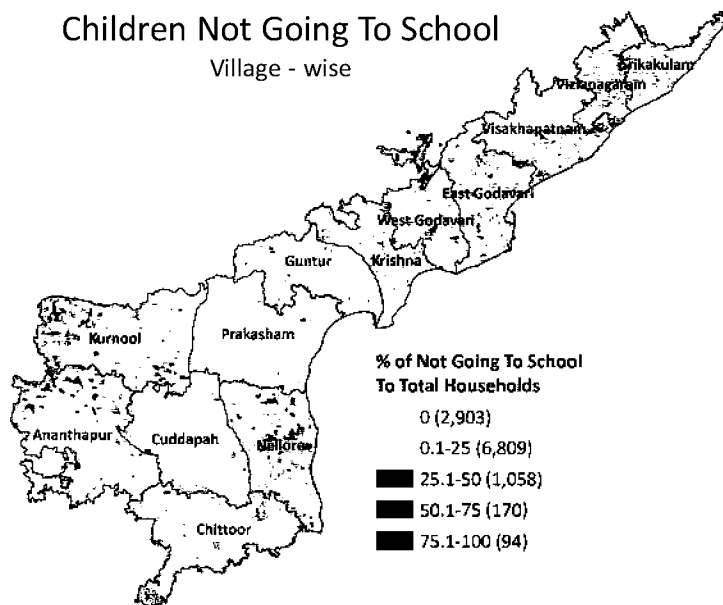 Children Not Going To School
Village - wise
Srikakulam
Vizianagaram
Visakhapatnam
East Godavari
West Godavari
Krishna
Guntur
Prakasham
Kurnool
Ananthapur
Cuddapah
Nellore
Chittoor
% of Not Going To School
To Total Households
0 (2,903)
0.1-25 (6,809)
25.1-50 (1,058)
50.1-75 (170)
75.1-100 (94)